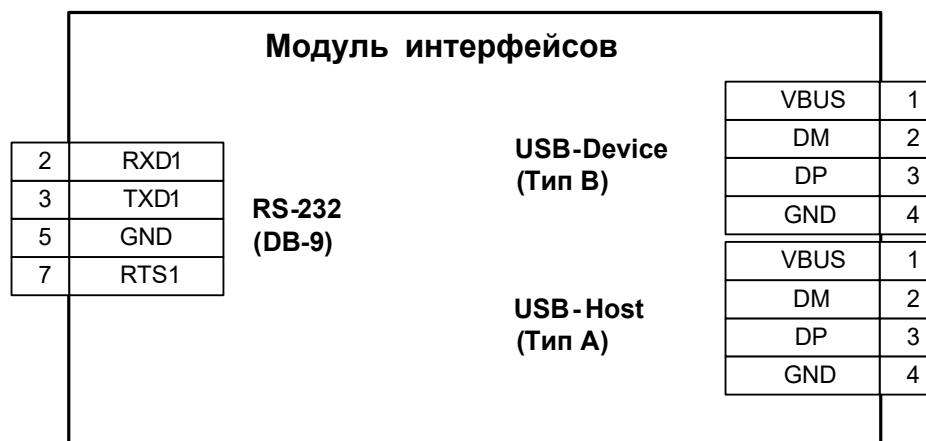 Модуль интерфейсов
2 RXD1
3 TXD1
5 GND
7 RTS1
RS-232
(DB-9)
USB-Device
(Тип B)
VBUS 1
DM 2
DP 3
GND 4
USB-Host
(Тип A)
VBUS 1
DM 2
DP 3
GND 4